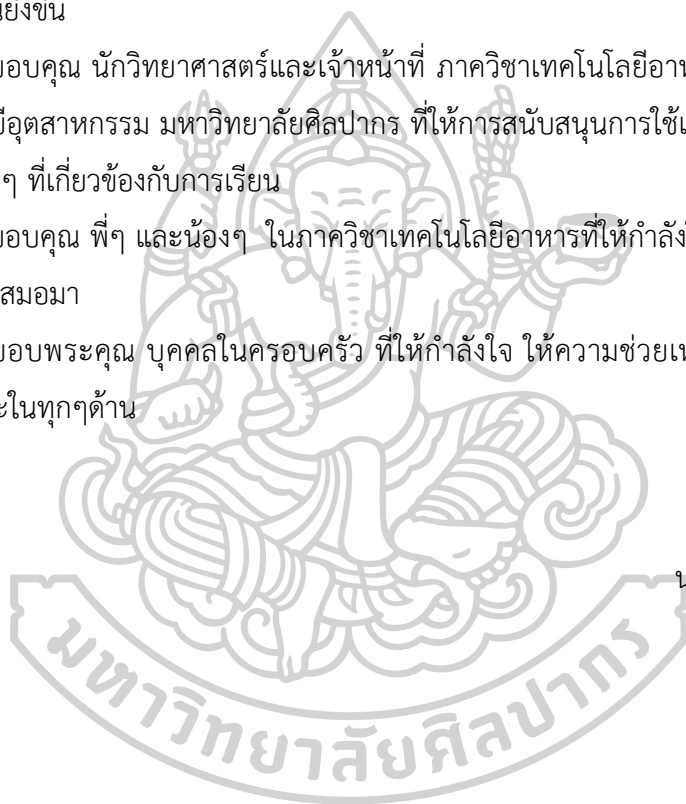 นยิ่งขึ้น
ขอบคุณ นักวิทยาศาสตร์และเจ้าหน้าที่ ภาควิชาเทคโนโลยีอาห
ยีอุตสาหกรรม มหาวิทยาลัยศิลปากร ที่ให้การสนับสนุนการใช้เ
ๆ ที่เกี่ยวข้องกับการเรียน
ขอบคุณ พี่ๆ และน้องๆ ในภาควิชาเทคโนโลยีอาหารที่ให้กำลัง
สมอมา
ขอบพระคุณ บุคคลในครอบครัว ที่ให้กำลังใจ ให้ความช่วยเห
ะในทุกๆด้าน
น
มหาวิทยาลัยศิลปากร